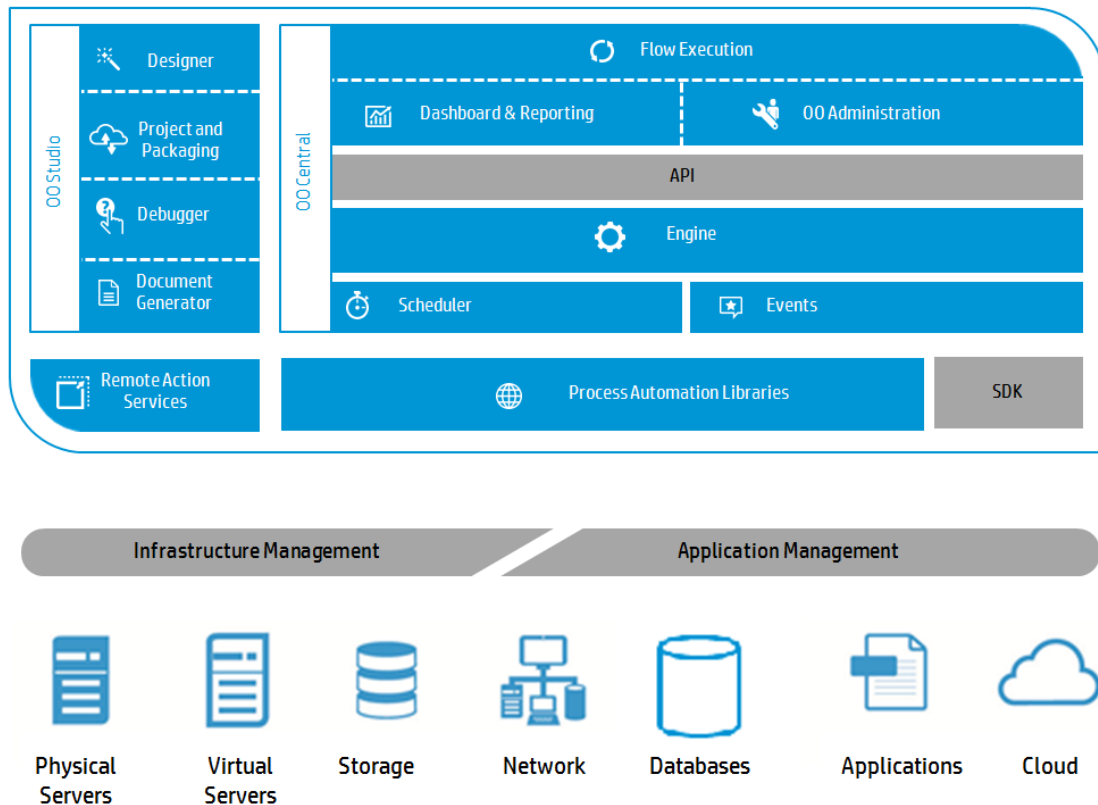 OO Studio
Designer
Project and
Packaging
Debugger
Document
Generator
OO Central
Flow Execution
Dashboard & Reporting
OO Administration
API
Engine
Scheduler
Events
Remote Action
Services
Process Automation Libraries
SDK
Infrastructure Management
Application Management
Physical
Servers
Virtual
Servers
Storage
Network
Databases
Applications
Cloud